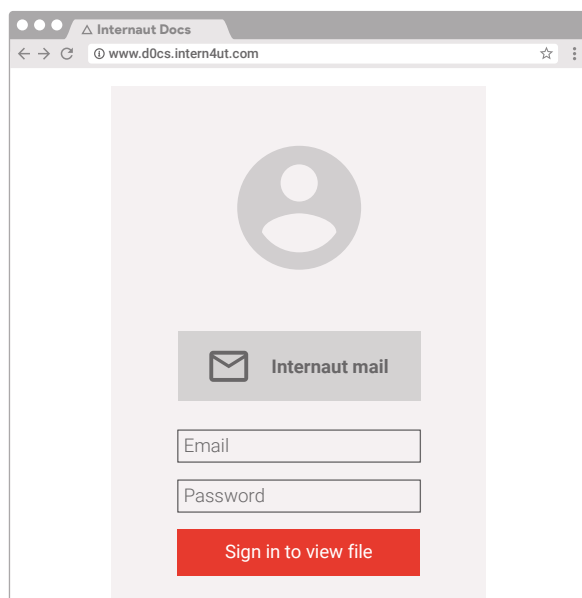 Internaut Docs
www.d0cs.intern4ut.com
Internaut mail
Email
Password
Sign in to view file